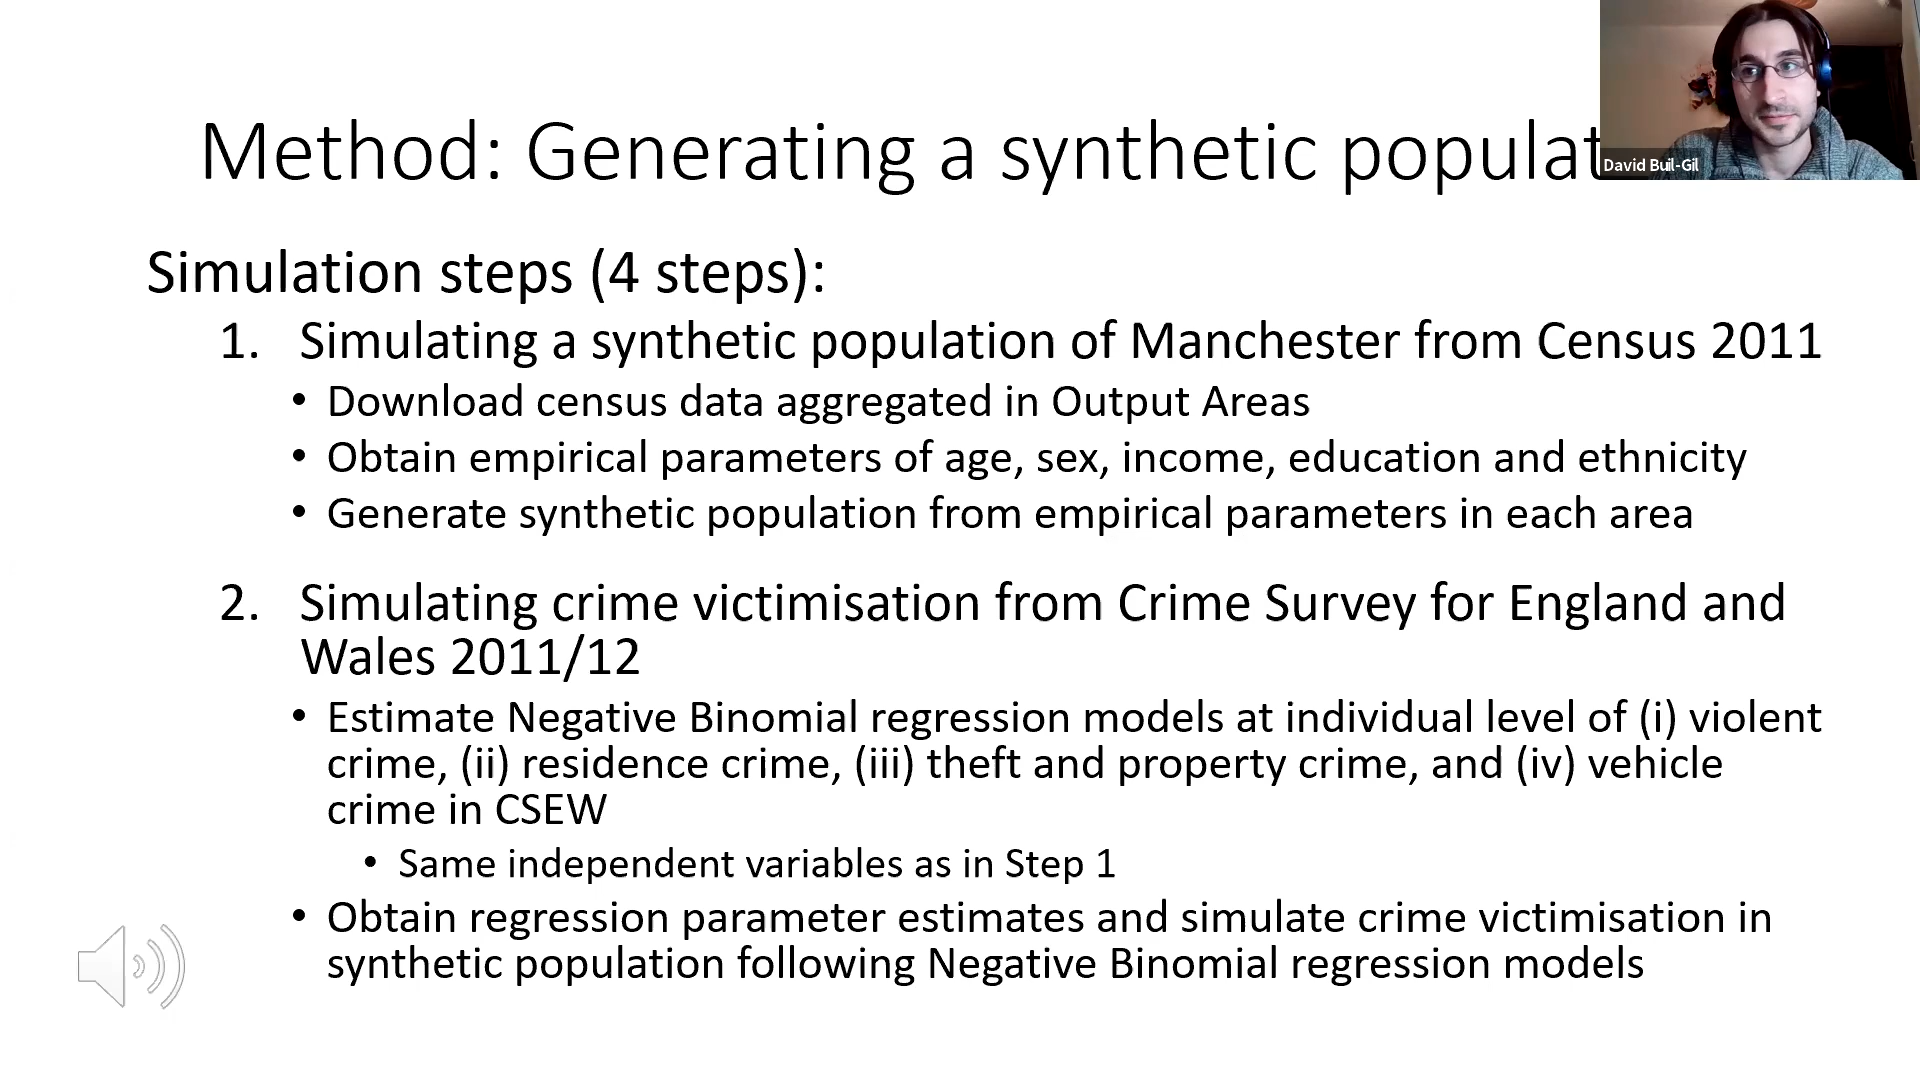 Method: Generating a synthetic populat
David Buil-Gil
Simulation steps (4 steps):
1. Simulating a synthetic population of Manchester from Census 2011
• Download census data aggregated in Output Areas
• Obtain empirical parameters of age, sex, income, education and ethnicity
• Generate synthetic population from empirical parameters in each area
2. Simulating crime victimisation from Crime Survey for England and
Wales 2011/12
• Estimate Negative Binomial regression models at individual level of (i) violent
crime, (ii) residence crime, (iii) theft and property crime, and (iv) vehicle
crime in CSEW
• Same independent variables as in Step 1
• Obtain regression parameter estimates and simulate crime victimisation in
synthetic population following Negative Binomial regression models